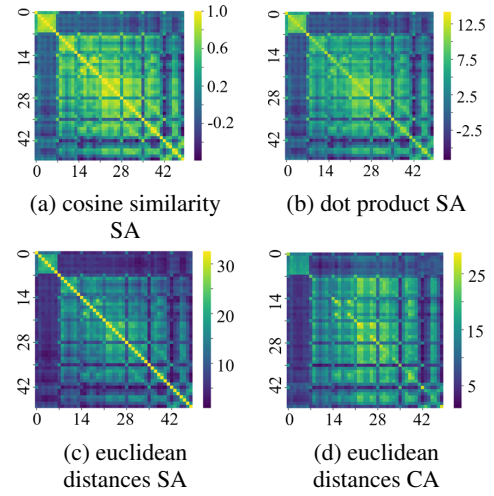 0
14
28
42
0 14 28 42
1.0
0.6
0.2
-0.2
(a) cosine similarity
SA
0
14
28
42
0 14 28 42
12.5
7.5
2.5
-2.5
(b) dot product SA
0
14
28
42
0 14 28 42
30
20
10
(c) euclidean
distances SA
0
14
28
42
0 14 28 42
25
15
5
(d) euclidean
distances CA